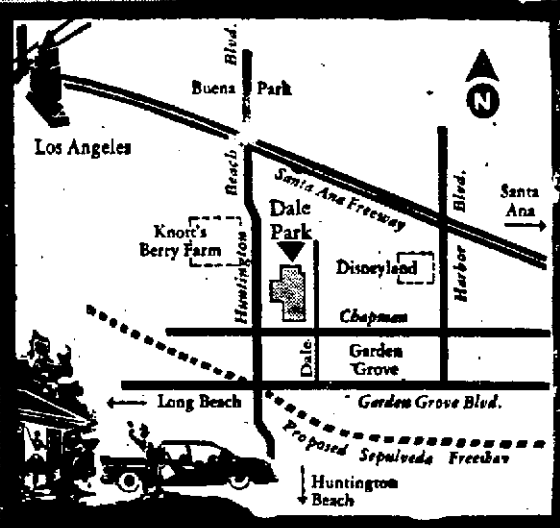 Buena Park
Los Angeles
Huntington Beach Blvd.
Santa Ana Freeway
Santa
Ana
Harbor Blvd.
Dale
Park
Knott's
Berry Farm
Disneyland
Chapman
Dale
Garden
Grove
Long Beach
Garden Grove Blvd.
Proposed Sepulveda Freeway
Huntington
Beach
N